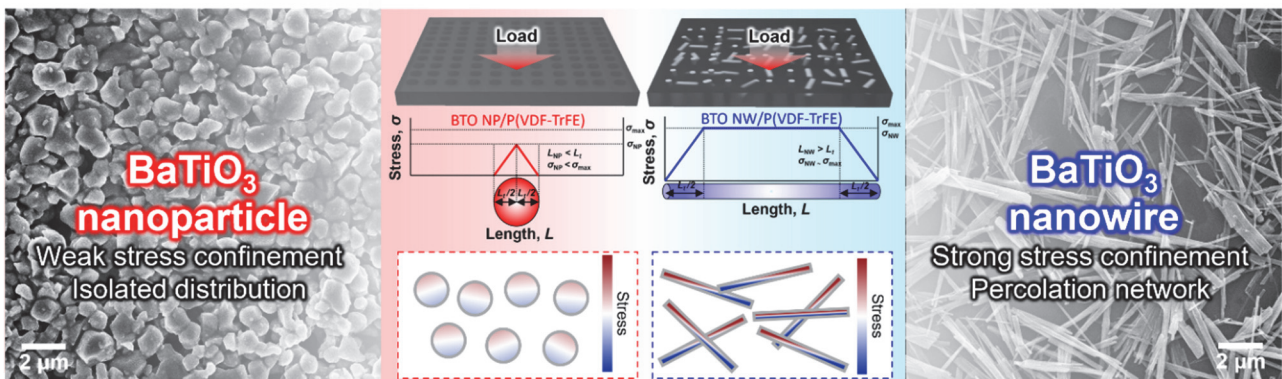 BaTiO₃
nanoparticle
Weak stress confinement
Isolated distribution
2 μm
Load
BTO NP/P(VDF-TrFE)
Stress, σ
σmax
σNP
LNP < Lt
σNP < σmax
Lt/2
Lt/2
Length, L
Stress
Load
BTO NW/P(VDF-TrFE)
Stress, σ
σmax
σNW
LNW > Lt
σNW ~ σmax
Lt/2
Lt/2
Length, L
Stress
BaTiO₃
nanowire
Strong stress confinement
Percolation network
2 μm